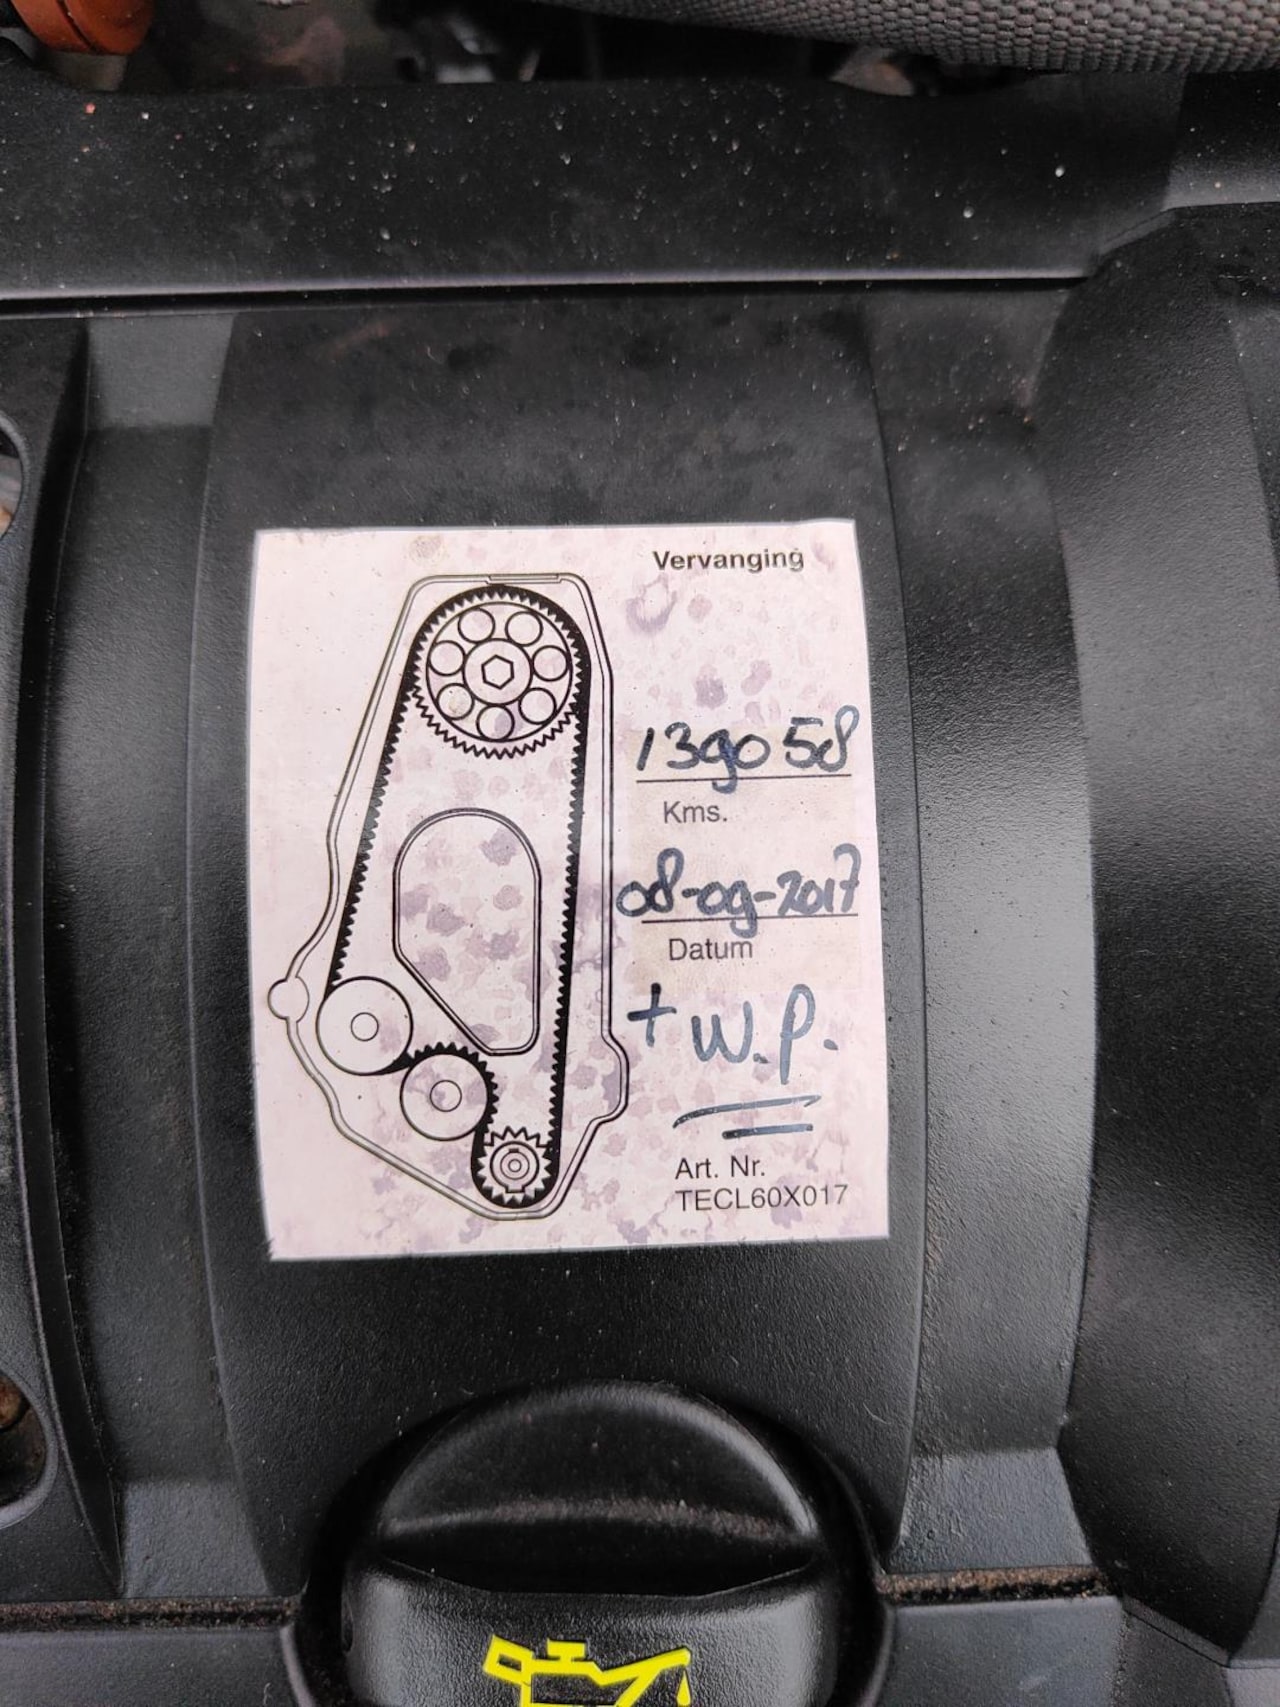 Vervanging
139058
Kms.
08-09-2017
Datum
+ W.P.
Art. Nr.
TECL60X017